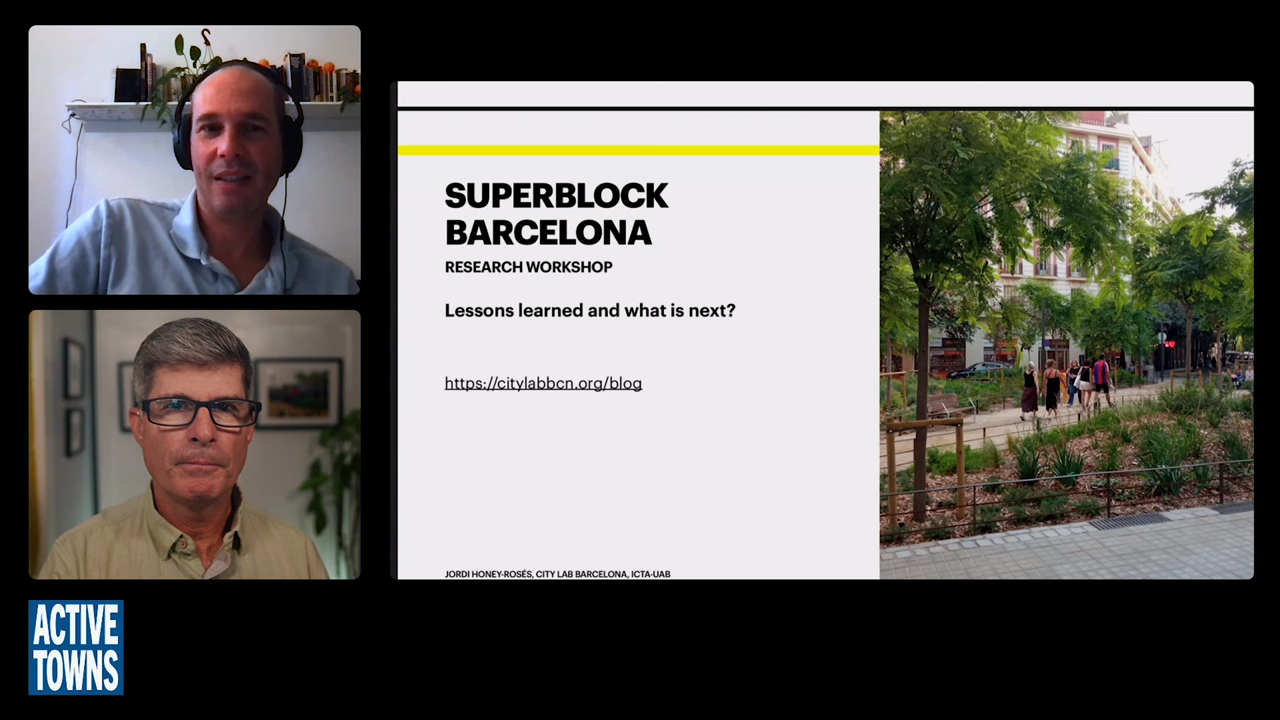 SUPERBLOCK
BARCELONA
RESEARCH WORKSHOP
Lessons learned and what is next?
https://citylabbcn.org/blog
JORDI HONEY-ROSÉS, CITY LAB BARCELONA, ICTA-UAB
ACTIVE
TOWNS